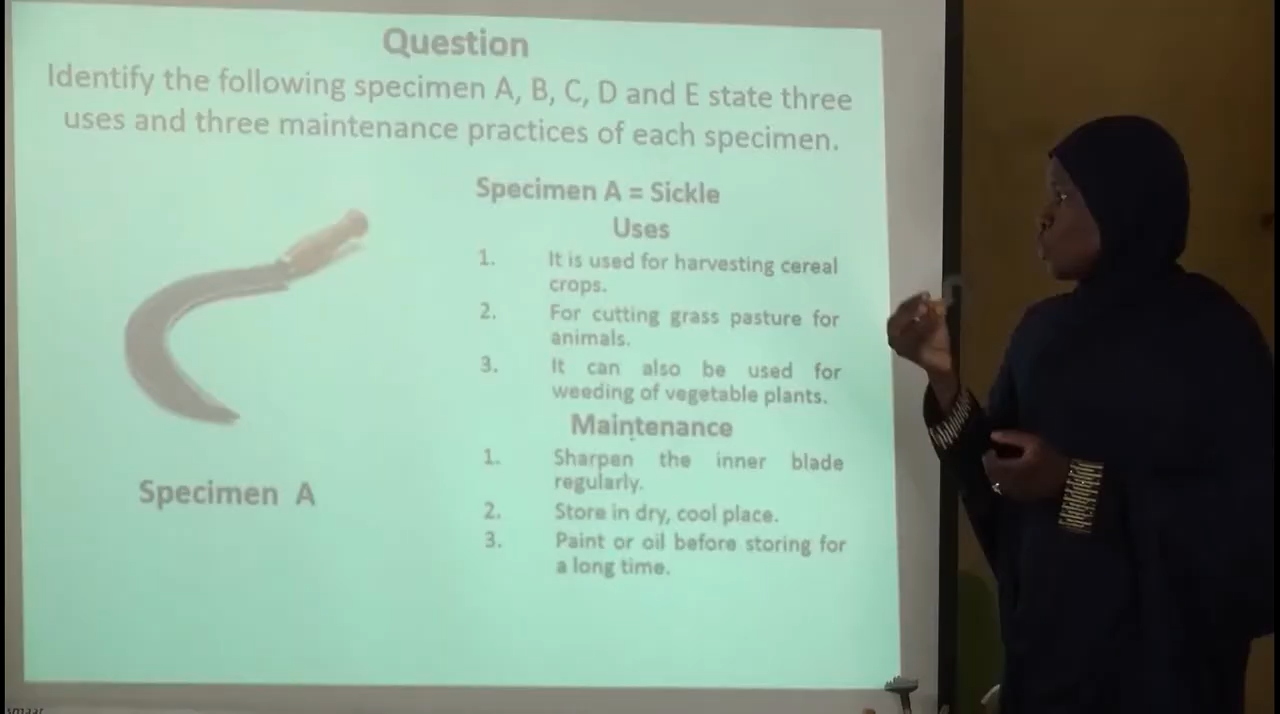 Question
Identify the following specimen A, B, C, D and E state three
uses and three maintenance practices of each specimen.
Specimen A = Sickle
Uses
1. It is used for harvesting cereal
crops.
2. For cutting grass pasture for
animals.
3. It can also be used for
weeding of vegetable plants.
Maintenance
1. Sharpen the inner blade
regularly.
2. Store in dry, cool place.
3. Paint or oil before storing for
a long time.
Specimen A